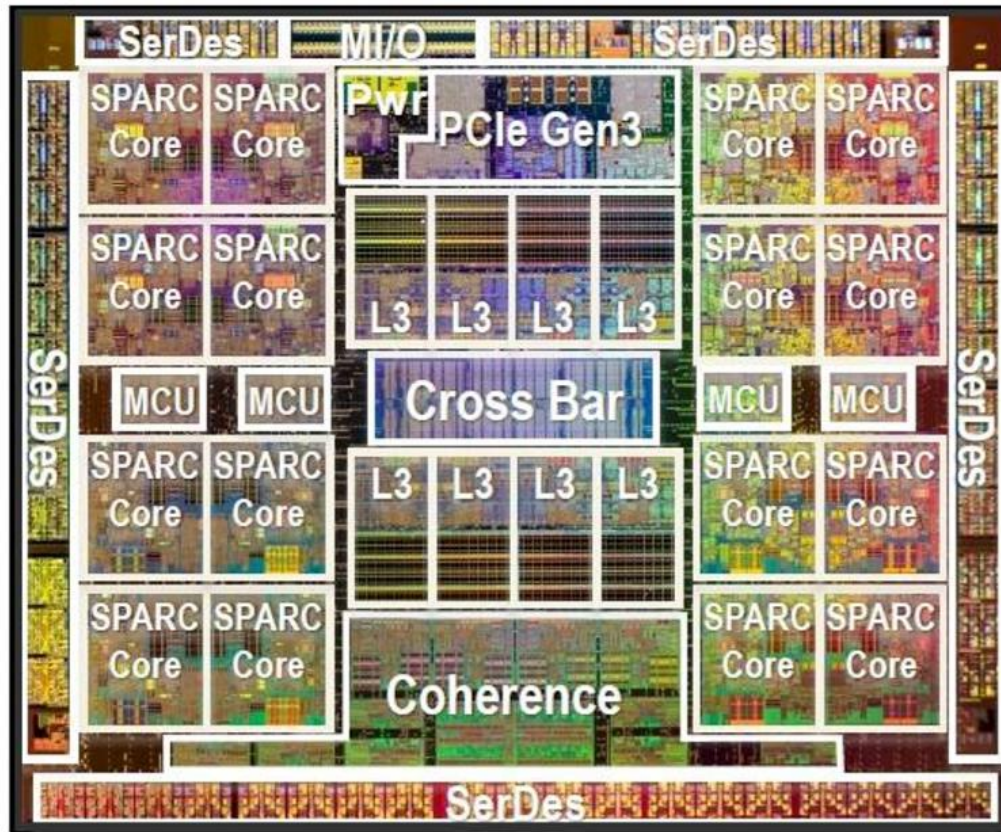 SerDes MI/O SerDes
SPARC SPARC Pwr SPARC SPARC
Core Core PCIe Gen3 Core Core
SPARC SPARC SPARC SPARC
Core Core L3 L3 L3 L3 Core Core
SerDes MCU MCU Cross Bar MCU MCU SerDes
SPARC SPARC L3 L3 L3 L3 SPARC SPARC
Core Core Core Core
SPARC SPARC SPARC SPARC
Core Core Coherence Core Core
SerDes